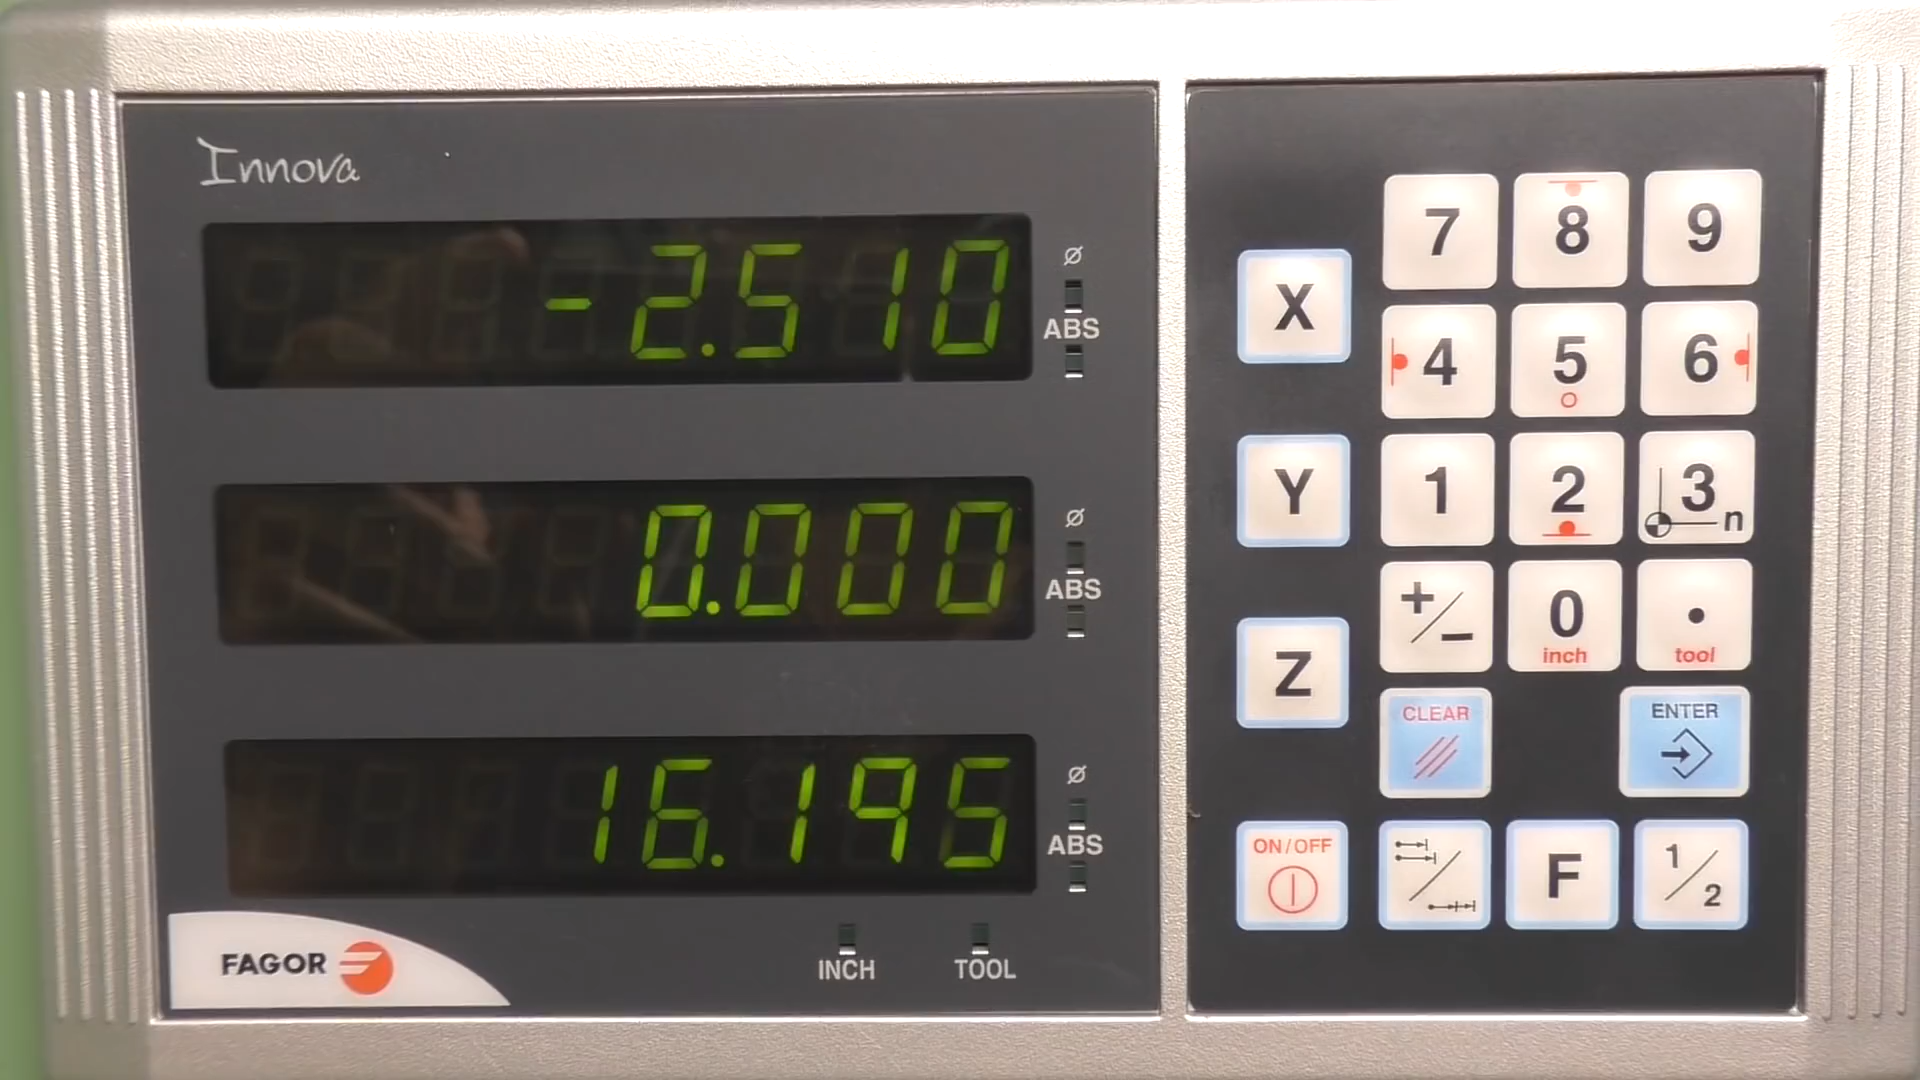 Innova
-2.510
Ø
ABS
0.000
Ø
ABS
16.195
Ø
ABS
INCH TOOL
FAGOR
X
Y
Z
7 8 9
4 5 6
1 2 3 n
+/- 0 .
inch tool
CLEAR ENTER
ON/OFF
F 1/2